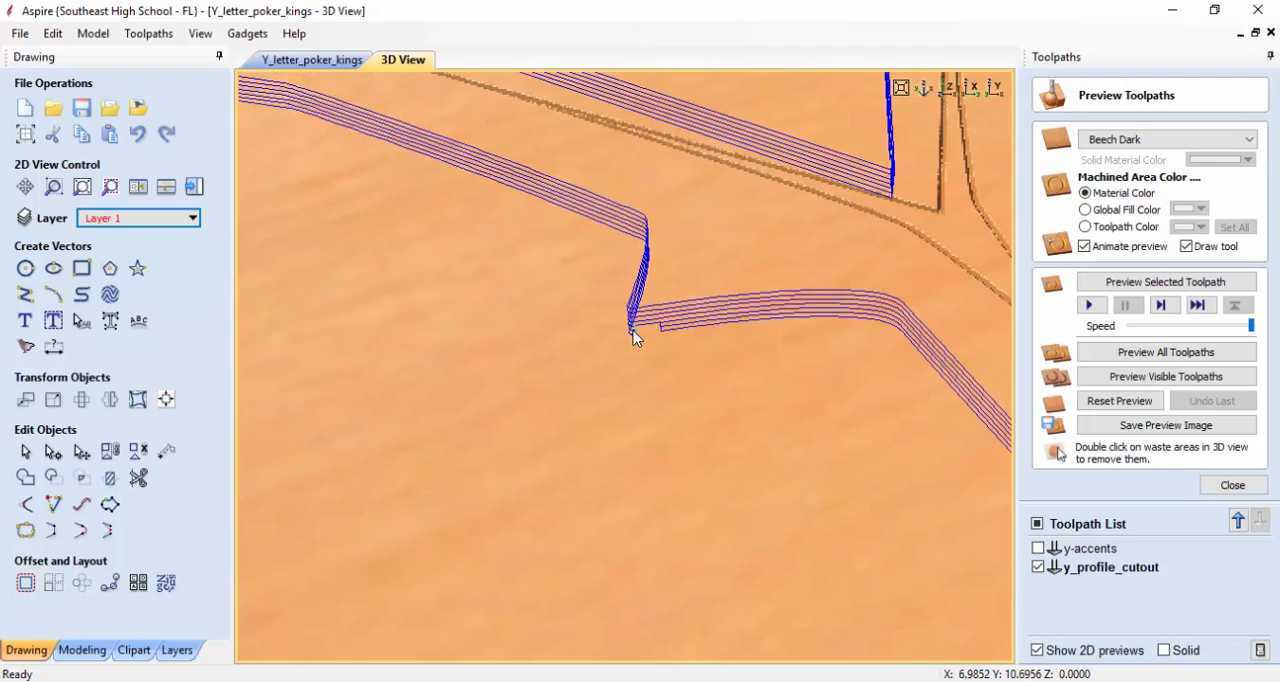 Aspire {Southeast High School - FL} - [Y_letter_poker_kings - 3D View]
File Edit Model Toolpaths View Gadgets Help
Drawing
File Operations
2D View Control
Layer Layer 1
Create Vectors
Transform Objects
Edit Objects
Offset and Layout
Drawing Modeling Clipart Layers
Ready
Y_letter_poker_kings 3D View
Z X Y
Toolpaths
Preview Toolpaths
Beech Dark
Solid Material Color
Machined Area Color ....
Material Color
Global Fill Color
Toolpath Color Set All
Animate preview Draw tool
Preview Selected Toolpath
Speed
Preview All Toolpaths
Preview Visible Toolpaths
Reset Preview Undo Last
Save Preview Image
Double click on waste areas in 3D view
to remove them.
Close
Toolpath List
y-accents
y_profile_cutout
Show 2D previews Solid
X: 6.9852 Y: 10.6956 Z: 0.0000